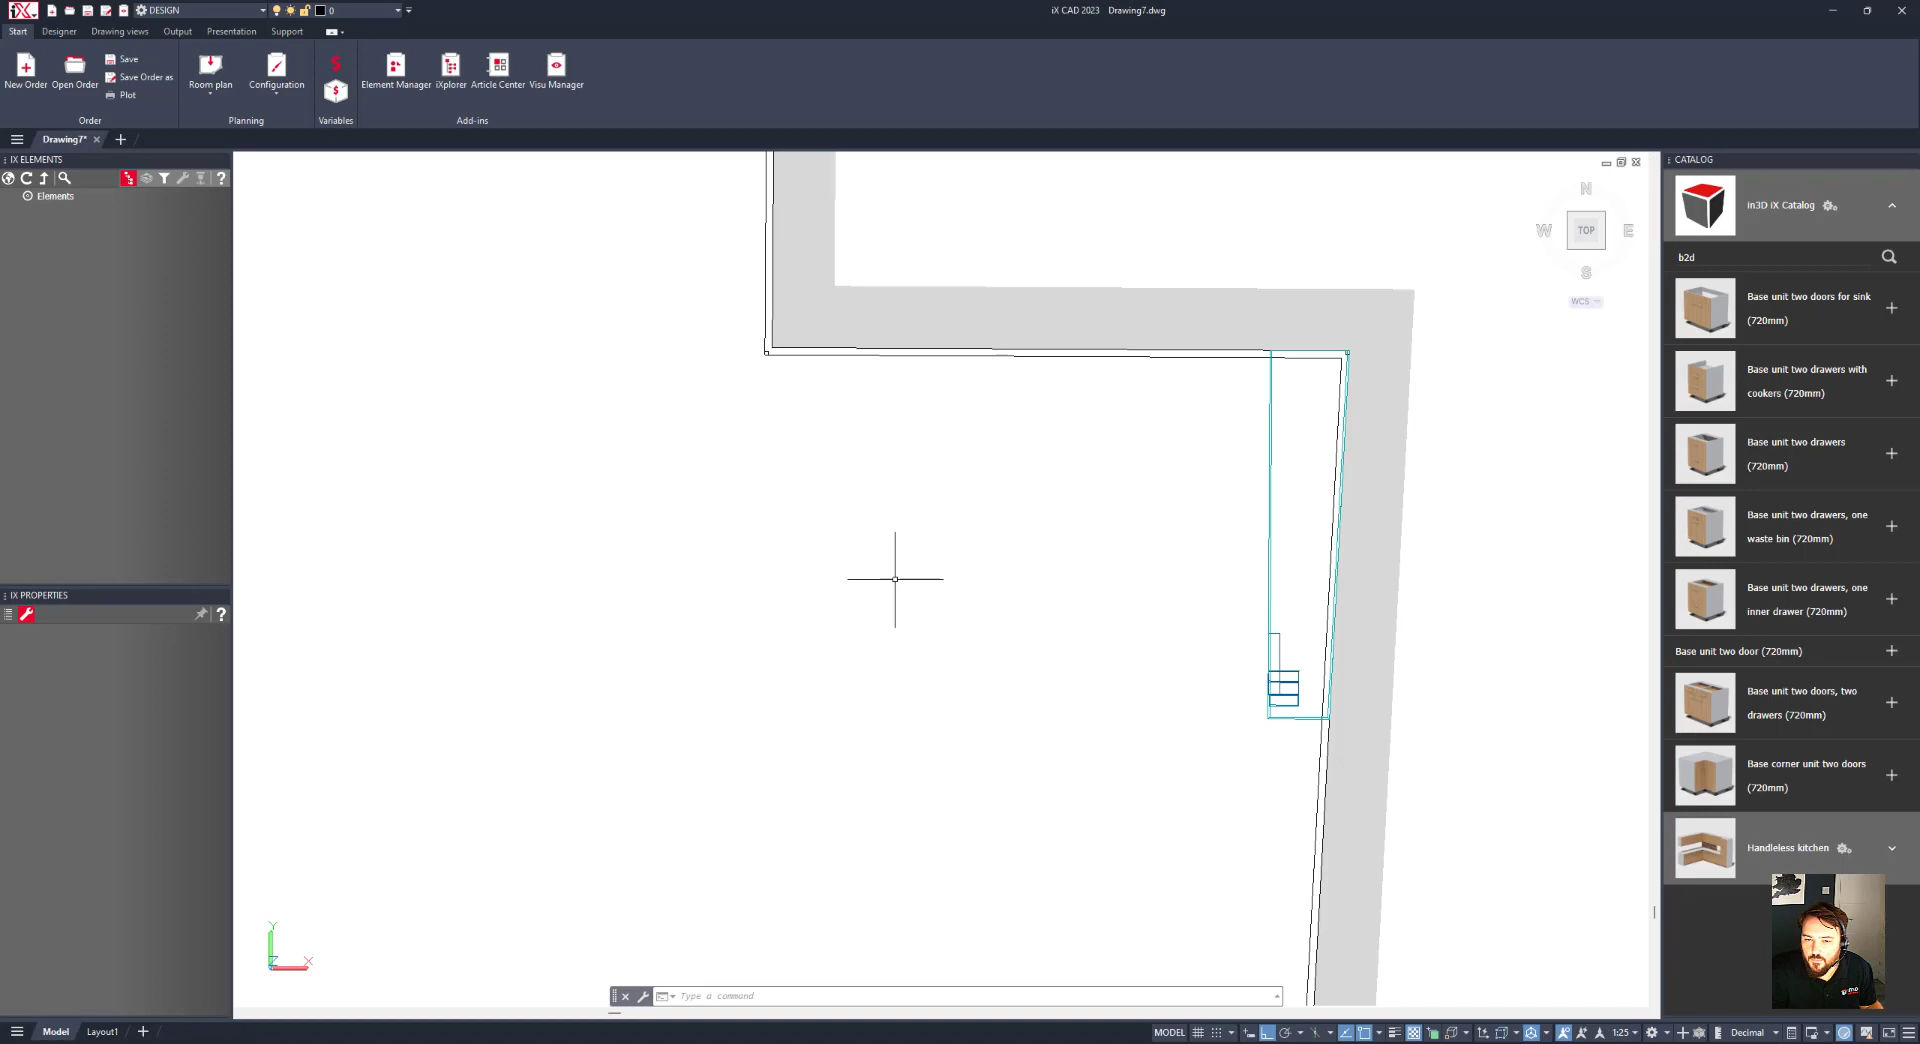 iX
DESIGN
0
iX CAD 2023 Drawing7.dwg
Start Designer Drawing views Output Presentation Support
New Order
Open Order
Save
Save Order as
Plot
Order
Room plan
Configuration
Planning
$
$
Variables
Element Manager
iXplorer
Article Center
Visu Manager
Add-ins
Drawing7*
IX ELEMENTS
?
Elements
IX PROPERTIES
?
N
W
TOP
E
S
WCS
Y
Z
X
Type a command
CATALOG
in3D iX Catalog
b2d
Base unit two doors for sink
(720mm)
Base unit two drawers with
cookers (720mm)
Base unit two drawers
(720mm)
Base unit two drawers, one
waste bin (720mm)
Base unit two drawers, one
inner drawer (720mm)
Base unit two door (720mm)
Base unit two doors, two
drawers (720mm)
Base corner unit two doors
(720mm)
Handleless kitchen
Model
Layout1
MODEL
1:25
Decimal